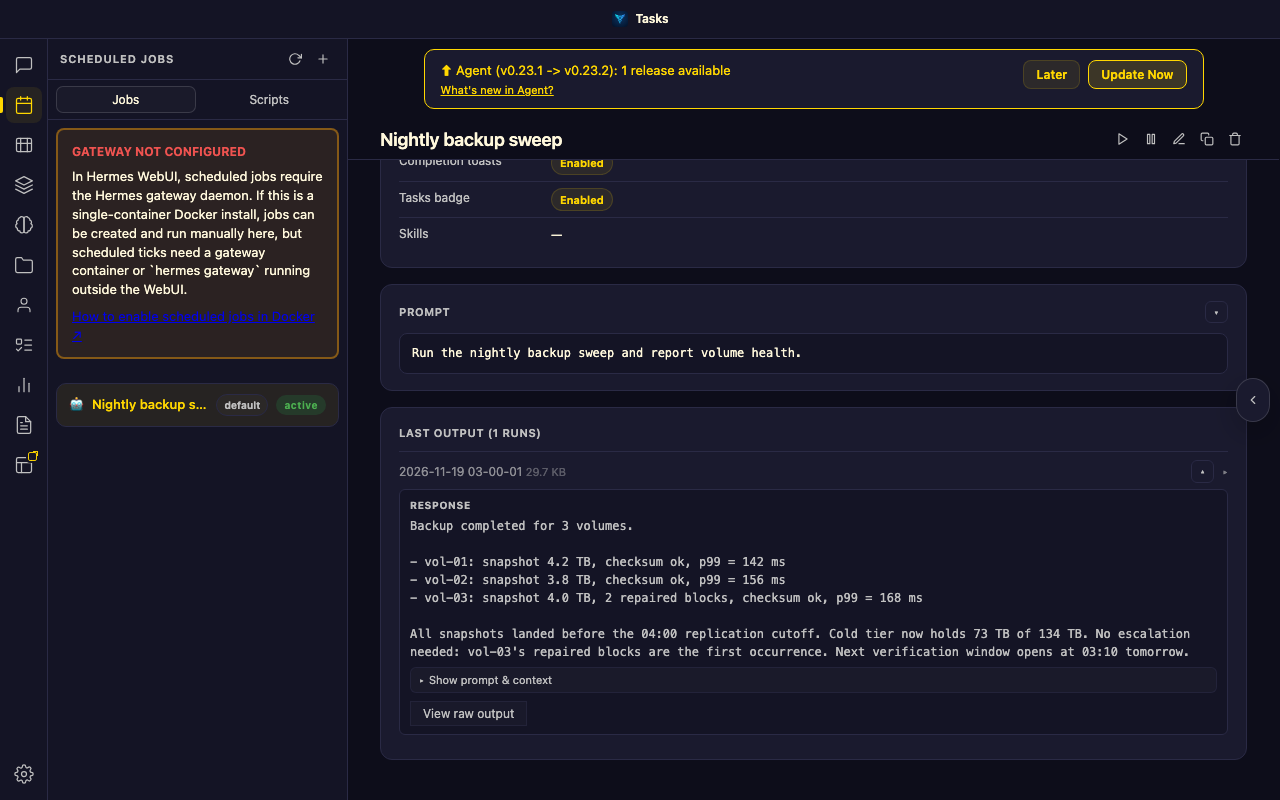 Tasks
SCHEDULED JOBS
Jobs
Scripts
GATEWAY NOT CONFIGURED
In Hermes WebUI, scheduled jobs require
the Hermes gateway daemon. If this is a
single-container Docker install, jobs can
be created and run manually here, but
scheduled ticks need a gateway
container or `hermes gateway` running
outside the WebUI.
How to enable scheduled jobs in Docker
↗
Nightly backup s...
default
active
⬆ Agent (v0.23.1 -> v0.23.2): 1 release available
What's new in Agent?
Later
Update Now
Nightly backup sweep
Completion toasts
Enabled
Tasks badge
Enabled
Skills
—
PROMPT
Run the nightly backup sweep and report volume health.
LAST OUTPUT (1 RUNS)
2026-11-19 03-00-01 29.7 KB
RESPONSE
Backup completed for 3 volumes.
- vol-01: snapshot 4.2 TB, checksum ok, p99 = 142 ms
- vol-02: snapshot 3.8 TB, checksum ok, p99 = 156 ms
- vol-03: snapshot 4.0 TB, 2 repaired blocks, checksum ok, p99 = 168 ms
All snapshots landed before the 04:00 replication cutoff. Cold tier now holds 73 TB of 134 TB. No escalation
needed: vol-03's repaired blocks are the first occurrence. Next verification window opens at 03:10 tomorrow.
▸ Show prompt & context
View raw output